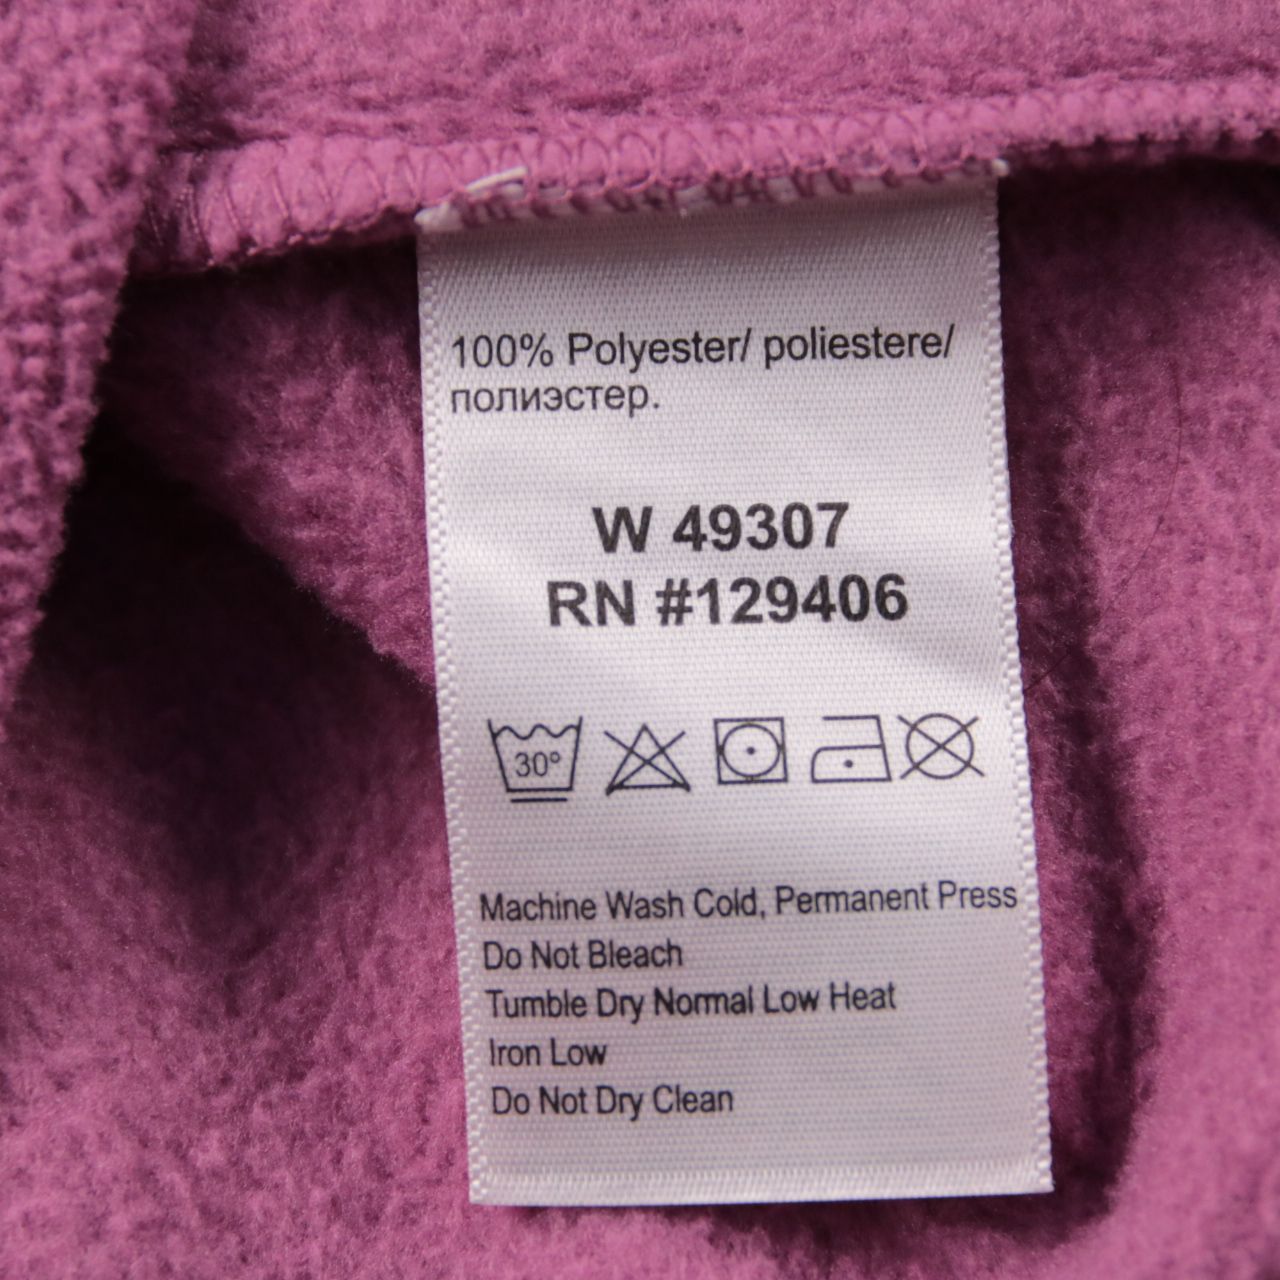 100% Polyester/ poliestere/
полиэстер.
W 49307
RN #129406
30°
Machine Wash Cold, Permanent Press
Do Not Bleach
Tumble Dry Normal Low Heat
Iron Low
Do Not Dry Clean